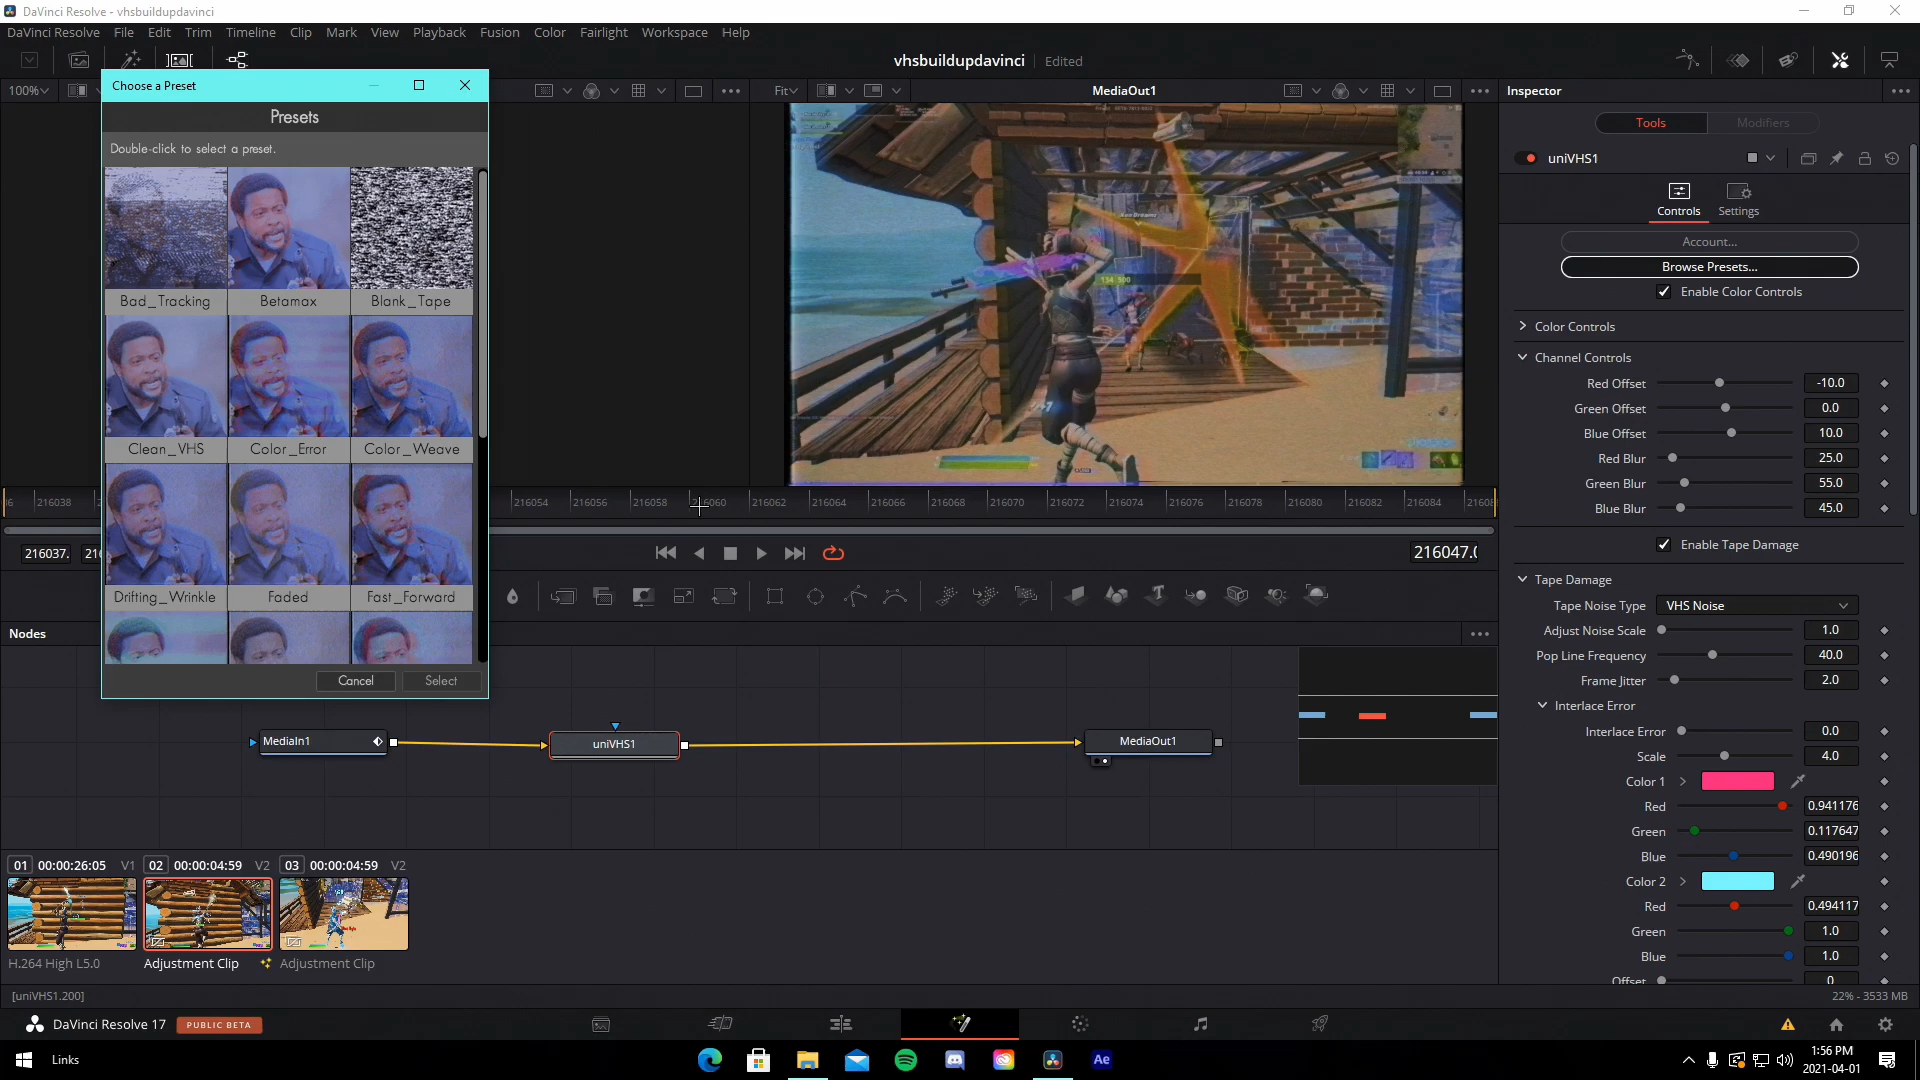 DaVinci Resolve - vhsbuildupdavinci
DaVinci Resolve File Edit Trim Timeline Clip Mark View Playback Fusion Color Fairlight Workspace Help
vhsbuildupdavinci Edited
100%
Fit
MediaOut1
Inspector
Choose a Preset
Presets
Double-click to select a preset.
Bad_Tracking Betamax Blank_Tape
Clean_VHS Color_Error Color_Weave
Drifting_Wrinkle Faded Fast_Forward
Cancel Select
Tools Modifiers
uniVHS1
Controls Settings
Account...
Browse Presets...
Enable Color Controls
Color Controls
Channel Controls
Red Offset -10.0
Green Offset 0.0
Blue Offset 10.0
Red Blur 25.0
Green Blur 55.0
Blue Blur 45.0
Enable Tape Damage
Tape Damage
Tape Noise Type VHS Noise
Adjust Noise Scale 1.0
Pop Line Frequency 40.0
Frame Jitter 2.0
Interlace Error
Interlace Error 0.0
Scale 4.0
Color 1
Red 0.941176
Green 0.117647
Blue 0.490196
Color 2
Red 0.494117
Green 1.0
Blue 1.0
Offset 0
134 500
216038 216054 216056 216058 216060 216062 216064 216066 216068 216070 216072 216074 216076 216078 216080 216082 216084
216037. 216047.0
Nodes
MediaIn1
uniVHS1
MediaOut1
01 00:00:26:05 V1 02 00:00:04:59 V2 03 00:00:04:59 V2
H.264 High L5.0 Adjustment Clip Adjustment Clip
[uniVHS1.200] 22% - 3533 MB
DaVinci Resolve 17 PUBLIC BETA
Links
Ae
1:56 PM
2021-04-01